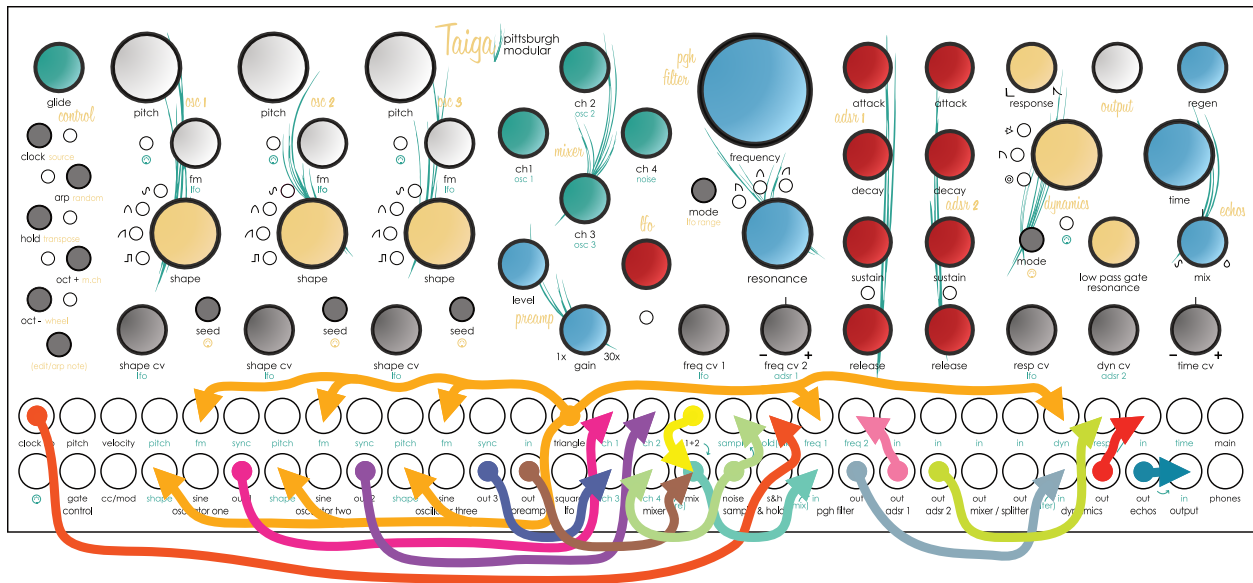 Taiga
pittsburgh
modular
pgh
filter
ch 2
osc 2
glide
control
pitch
osc 1
pitch
osc 2
pitch
osc 3
attack
attack
response
output
regen
adsr 1
mixer
ch1
osc 1
ch 4
noise
clock source
fm
lfo
fm
lfo
fm
lfo
frequency
decay
decay
time
arp random
mode
lfo range
adsr 2
dynamics
echos
hold transpose
ch 3
osc 3
lfo
shape
shape
shape
resonance
sustain
sustain
mode
low pass gate
resonance
mix
oct + m.ch
level
oct - wheel
seed
seed
seed
preamp
(edit/arp note)
shape cv
lfo
shape cv
lfo
shape cv
lfo
1x
30x
gain
freq cv 1
lfo
- +
freq cv 2
adsr 1
release
release
resp cv
lfo
dyn cv
adsr 2
- +
time cv
clock pitch velocity pitch fm sync pitch fm sync pitch fm sync in triangle ch 1 ch 2 1+2 freq 1 freq 2 in in in in dyn resp in time main
gate cc/mod shape sine out 1 shape sine out 2 shape sine out 3 out square ch 3 ch 4 mix noise s&h in out out out out out in out out in phones
control oscillator one oscillator two oscillator three preamp lfo mixer sample & hold pgh filter adsr 1 adsr 2 mixer / splitter dynamics echos output